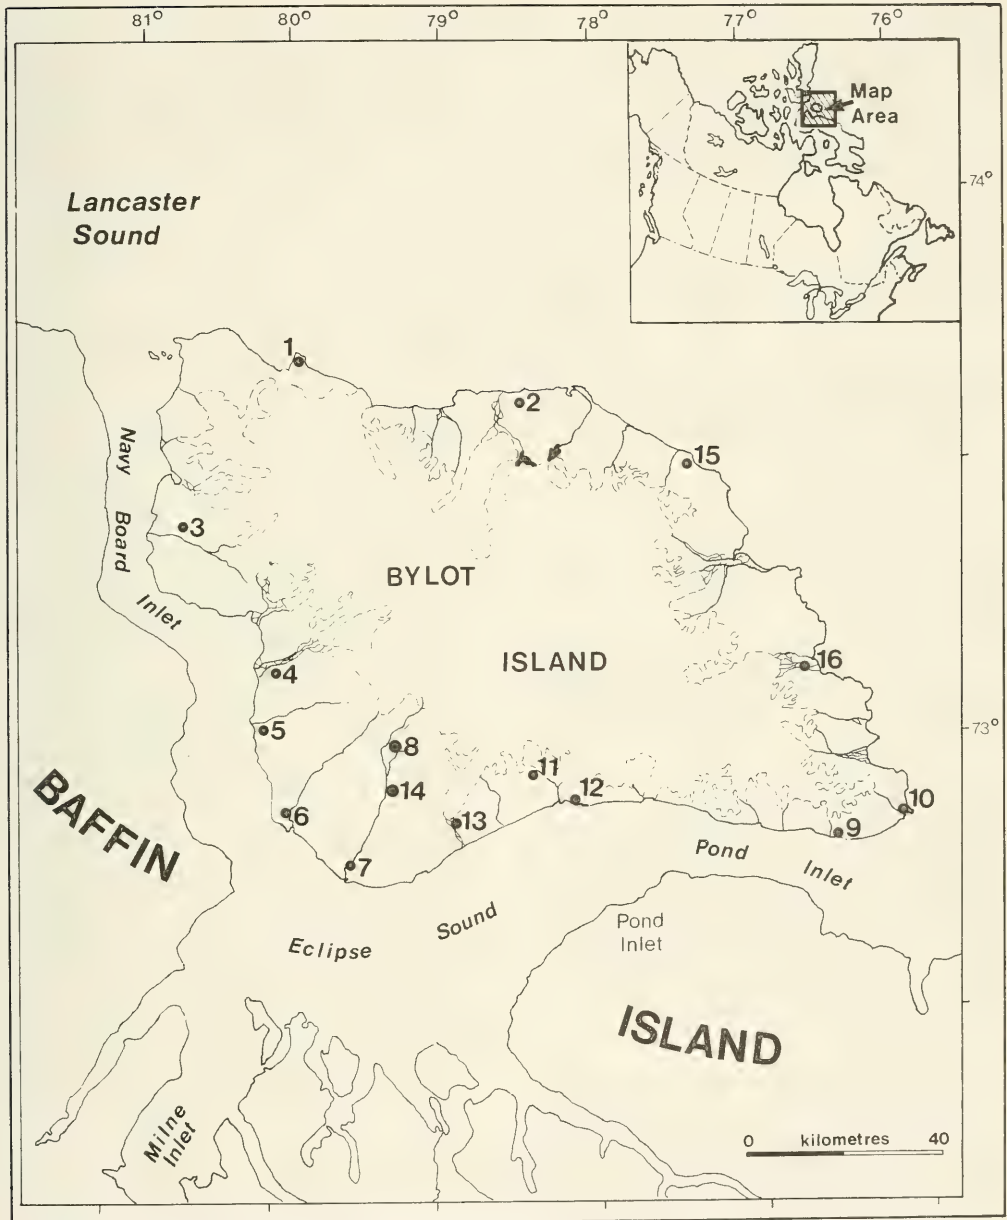 81° 80° 79° 78° 77° 76°
Map
Area
74°
Lancaster
Sound
1
2
15
Navy
Board
Inlet
3
BYLOT
ISLAND
4
16
5
73°
8
11
14
12
10
6
13
9
7
BAFFIN
Pond
Inlet
Eclipse
Sound
Pond
Inlet
ISLAND
Milne
Inlet
0 kilometres 40